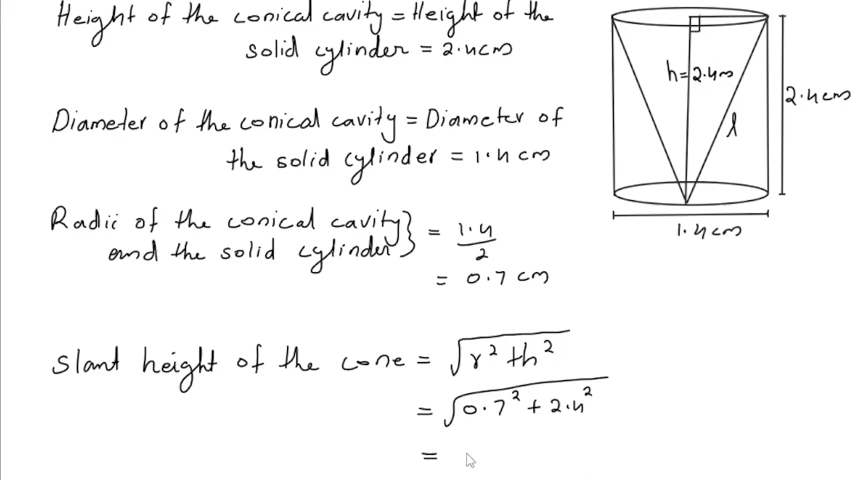 Height of the conical cavity = Height of the
solid cylinder = 2.4cm
h=2.4cm
2.4cm
l
Diameter of the conical cavity = Diameter of
the solid cylinder = 1.4 cm
Radii of the conical cavity } = 1.4/2
and the solid cylinder
1.4cm
= 0.7 cm
Slant height of the cone = √r² + h²
= √0.7² + 2.4²
=